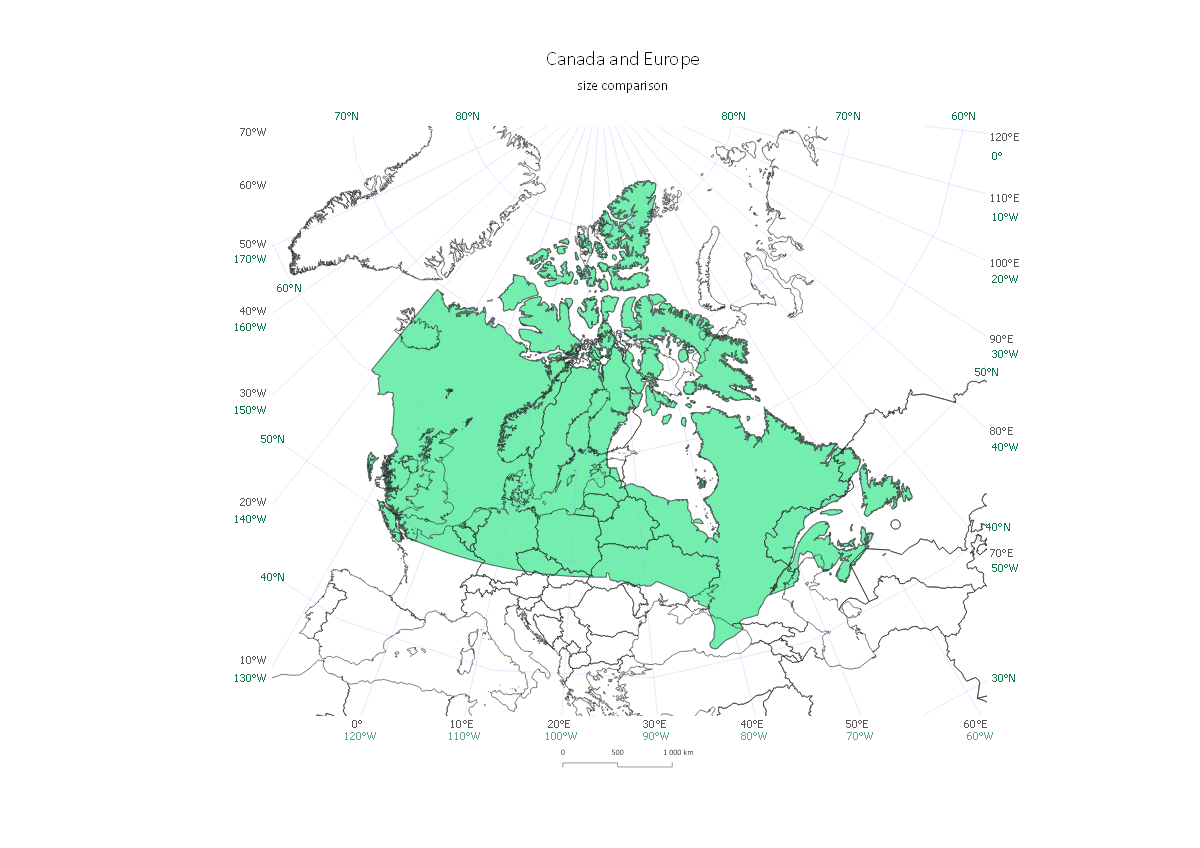 Canada and Europe
size comparison
70°N 80°N 80°N 70°N 60°N
70°W
120°E
0°
60°W
110°E
10°W
50°W
170°W
100°E
20°W
60°N
40°W
160°W
90°E
30°W
50°N
30°W
150°W
80°E
40°W
50°N
20°W
140°W
40°N
70°E
50°W
40°N
10°W
130°W
30°N
0° 10°E 20°E 30°E 40°E 50°E 60°E
120°W 110°W 100°W 90°W 80°W 70°W 60°W
0 500 1 000 km